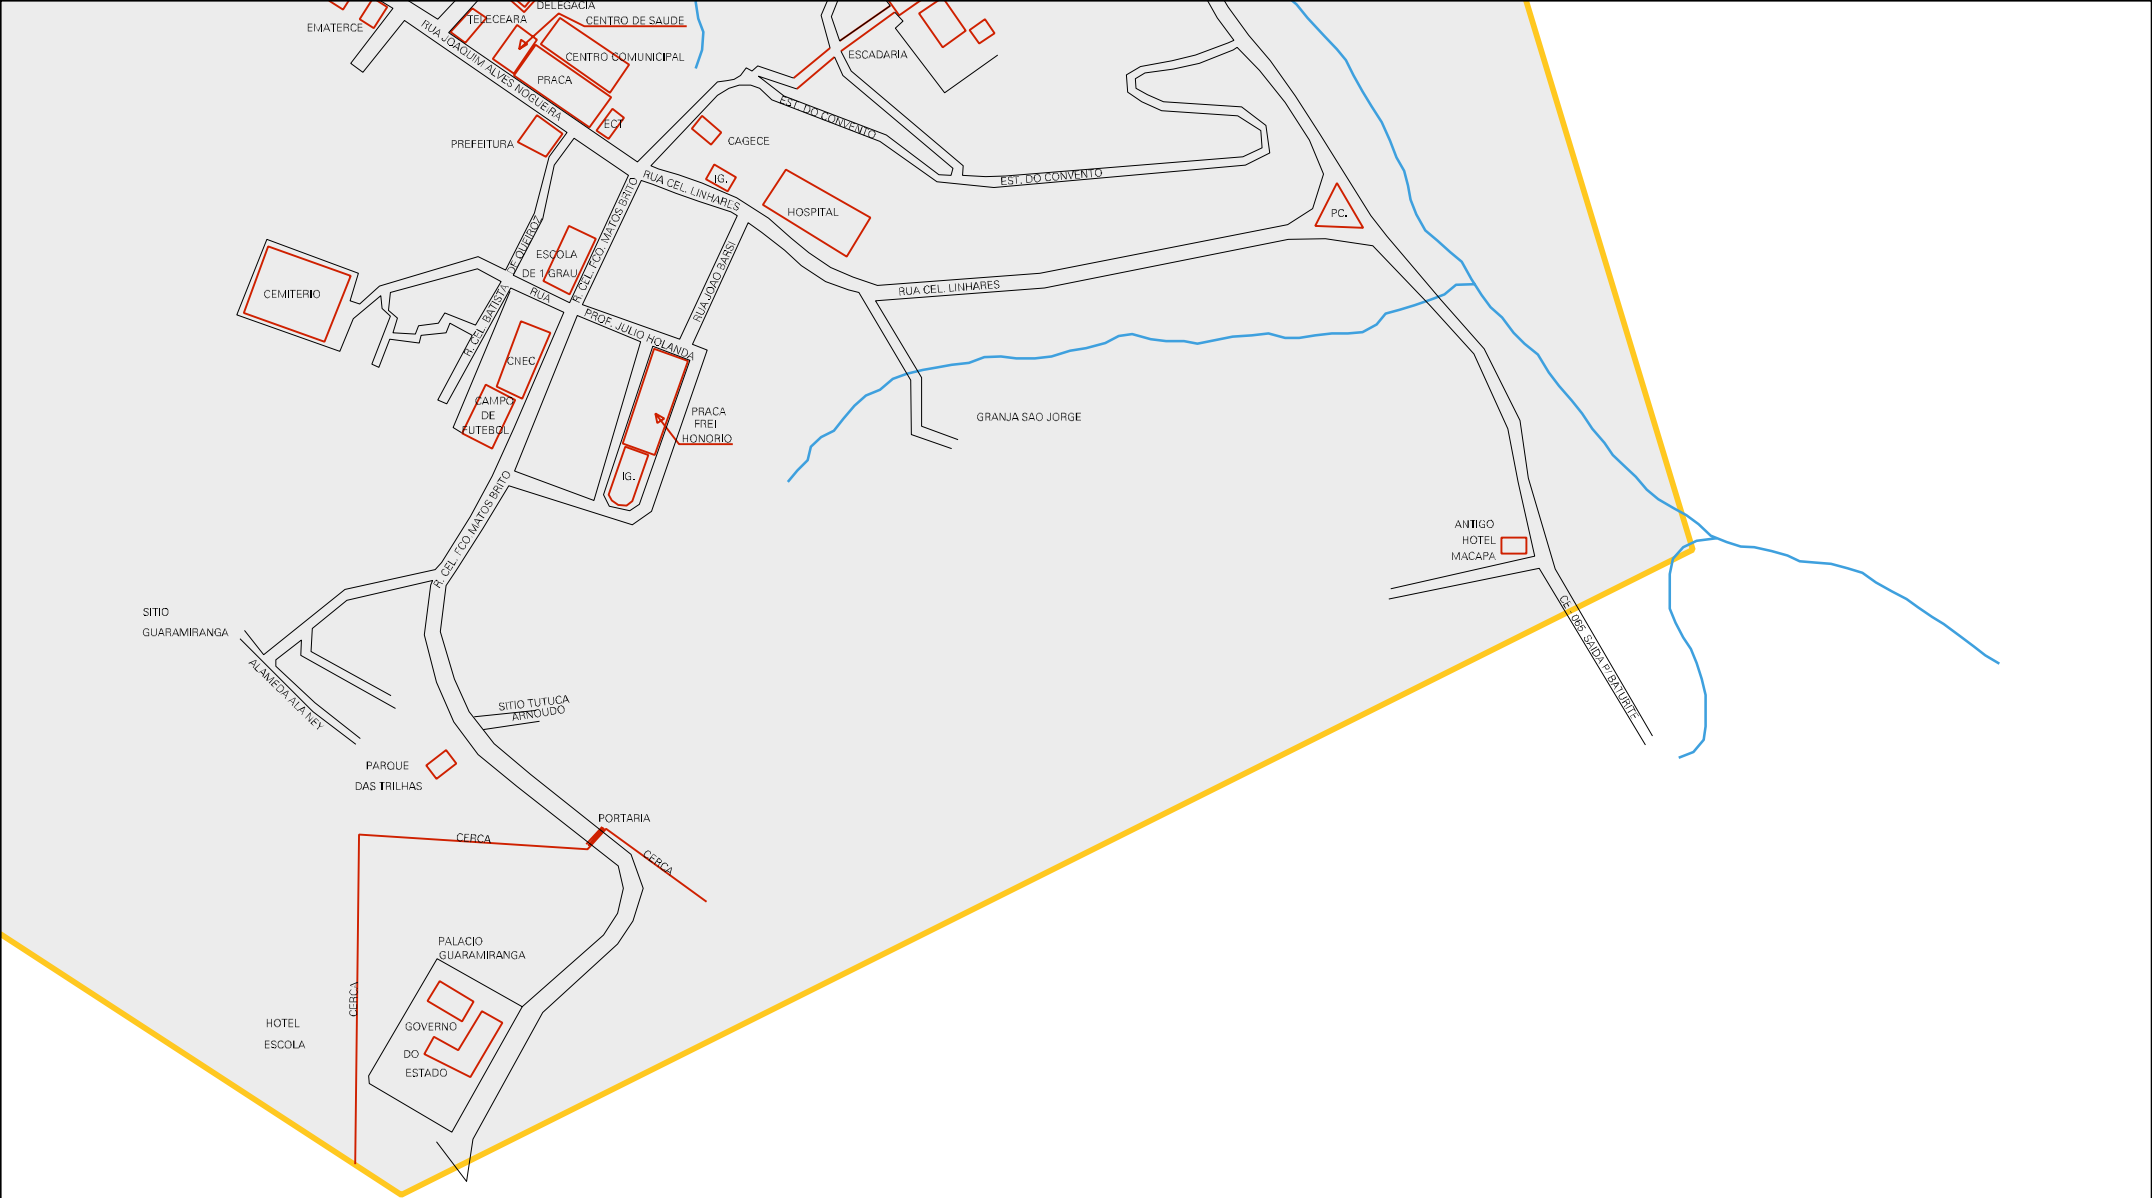 DELEGACIA
TELECEARA
CENTRO DE SAUDE
EMATERCE
RUA JOAQUIM ALVES NOGUEIRA
CENTRO COMUNICIPAL
ESCADARIA
PRACA
EST. DO CONVENTO
ECT
PREFEITURA
CAGECE
IG.
RUA CEL. LINHARES
EST. DO CONVENTO
HOSPITAL
PC.
R. CEL. FCO. MATOS BRITO
ESCOLA
DE 1 GRAU
R. CEL. BATISTA DE QUEIROZ
RUA JOAO BARSI
CEMITERIO
RUA PROF. JULIO HOLANDA
RUA CEL. LINHARES
CNEC
CAMPO
DE
FUTEBOL
PRACA
FREI
HONORIO
GRANJA SAO JORGE
IG.
R. CEL. FCO MATOS BRITO
ANTIGO
HOTEL
MACAPA
SITIO
GUARAMIRANGA
CE - 065 SAIDA P/ BATURITE
ALAMEDA ALA NEY
SITIO TUTUCA
ARNOUDO
PARQUE
DAS TRILHAS
PORTARIA
CERCA
CERCA
PALACIO
GUARAMIRANGA
CERCA
HOTEL
ESCOLA
GOVERNO
DO
ESTADO